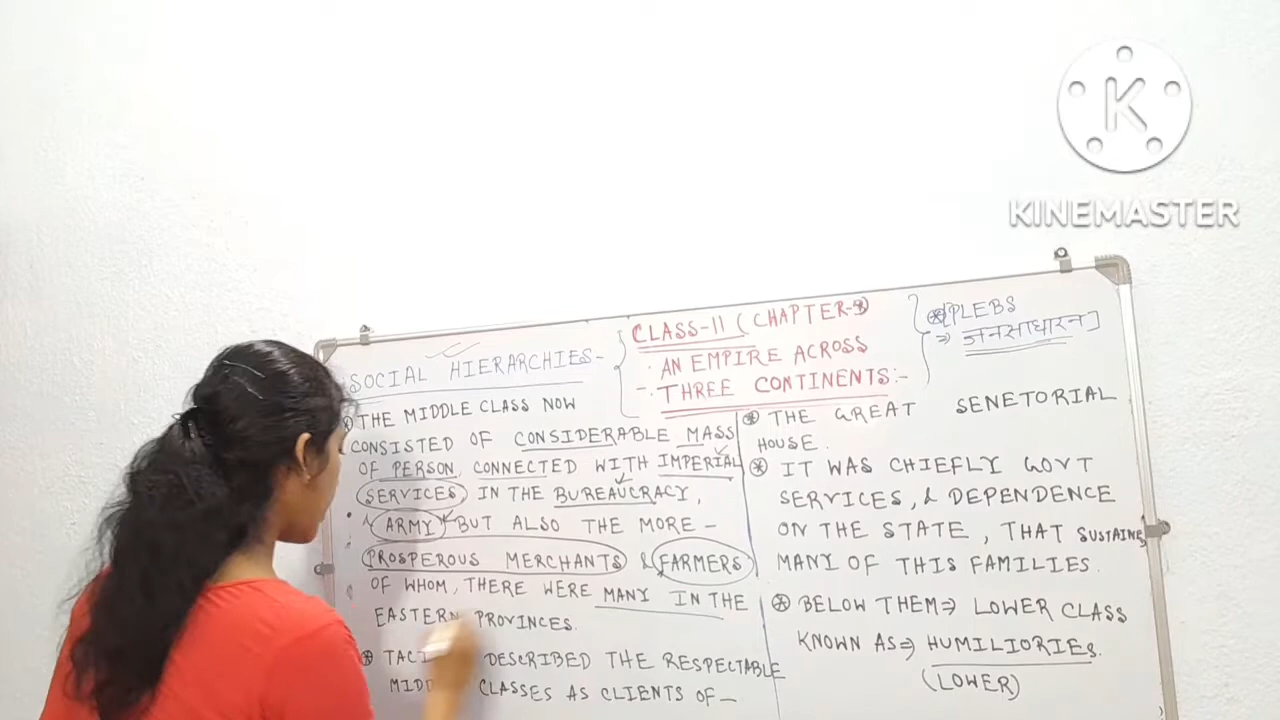 K
KINEMASTER
CLASS-11 (CHAPTER-3)
AN EMPIRE ACROSS
THREE CONTINENTS:-
PLEBS
⇒ जनसाधारन]
SOCIAL HIERARCHIES-
THE MIDDLE CLASS NOW
CONSISTED OF CONSIDERABLE MASS
OF PERSON, CONNECTED WITH IMPERIAL
SERVICES IN THE BUREAUCRACY,
& ARMY BUT ALSO THE MORE -
PROSPEROUS MERCHANTS & FARMERS
OF WHOM, THERE WERE MANY IN THE
EASTERN PROVINCES.
DESCRIBED THE RESPECTABLE
CLASSES AS CLIENTS OF -
THE GREAT SENETORIAL
HOUSE.
IT WAS CHIEFLY GOVT
SERVICES, & DEPENDENCE
ON THE STATE, THAT SUSTAINE
MANY OF THIS FAMILIES.
BELOW THEM ⇒ LOWER CLASS
KNOWN AS ⇒ HUMILIORIES.
(LOWER)